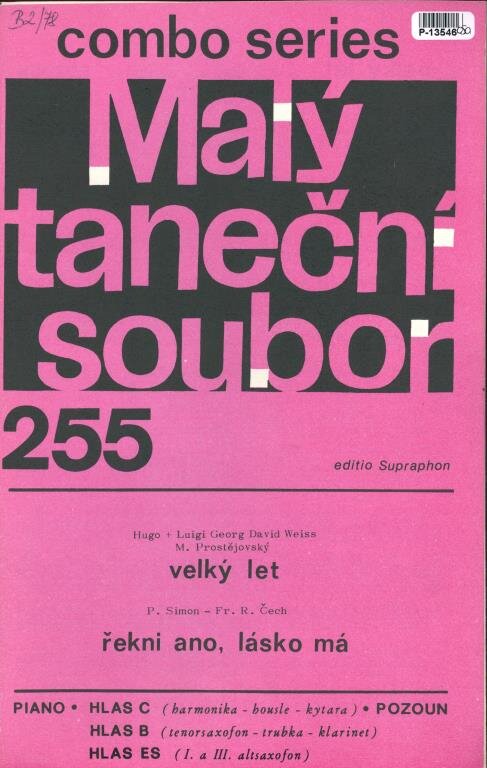 B2/78
P-13546
combo series
Malý
taneční
soubor
255
editio Supraphon
Hugo + Luigi Georg David Weiss
M. Prostějovský
velký let
P. Simon - Fr. R. Čech
řekni ano, lásko má
PIANO • HLAS C (harmonika - housle - kytara) • POZOUN
HLAS B (tenorsaxofon - trubka - klarinet)
HLAS ES (I. a III. altsaxofon)